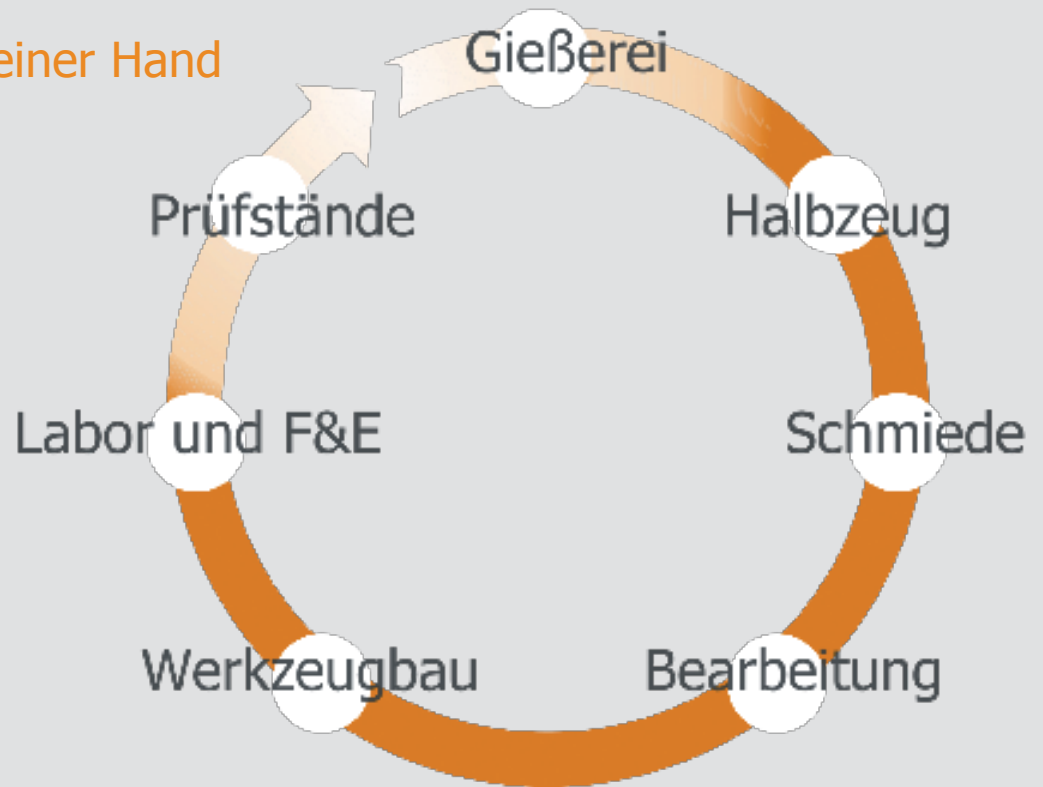 einer Hand
Gießerei
Prüfstände
Halbzeug
Labor und F&E
Schmiede
Werkzeugbau
Bearbeitung